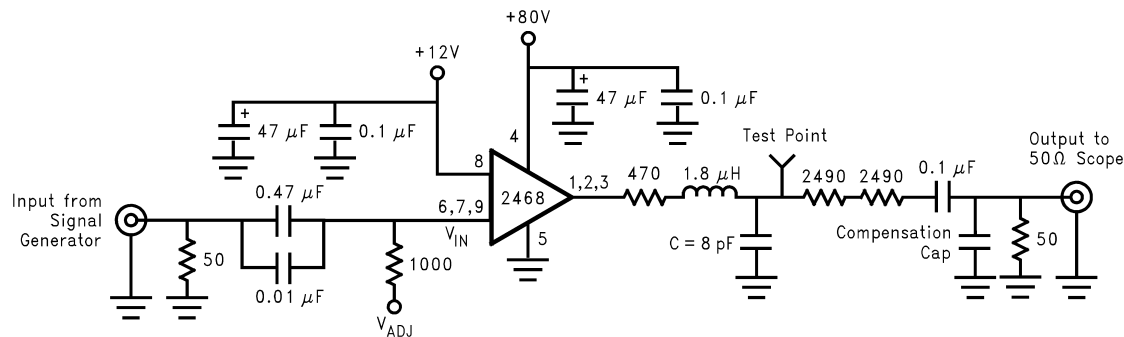 +80V
+12V
+
47 μF
0.1 μF
+
47 μF
0.1 μF
4
8
2468
1,2,3
6,7,9
V_IN
5
Input from
Signal
Generator
50
0.47 μF
0.01 μF
1000
V_ADJ
470
1.8 μH
C = 8 pF
Test Point
2490
2490
0.1 μF
Compensation
Cap
50
Output to
50Ω Scope